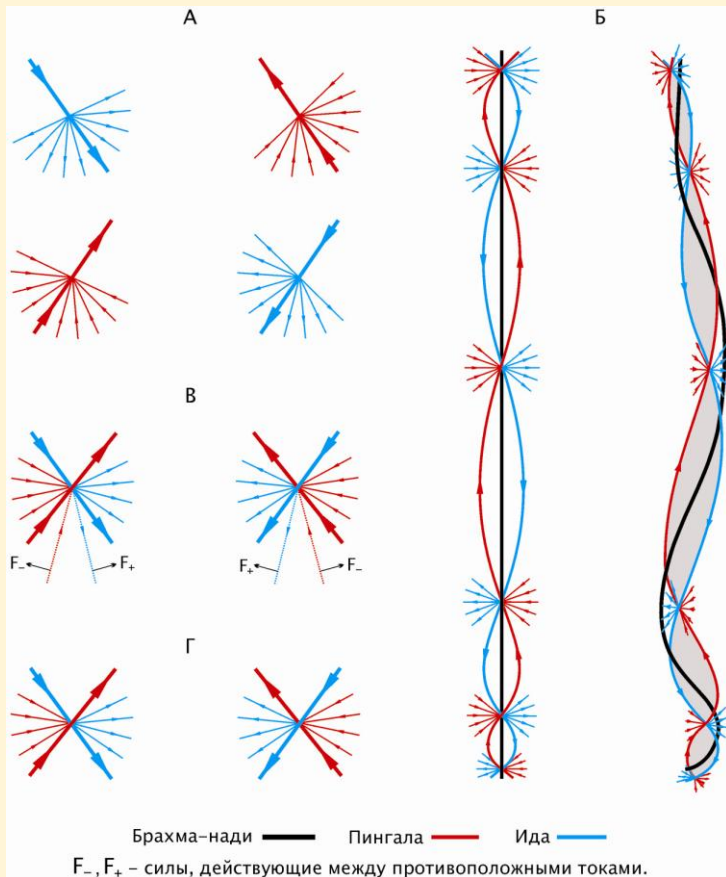 А
Б
В
F₋ F₊ F₊ F₋
Г
Брахма-нади Пингала Ида
F₋, F₊ – силы, действующие между противоположными токами.